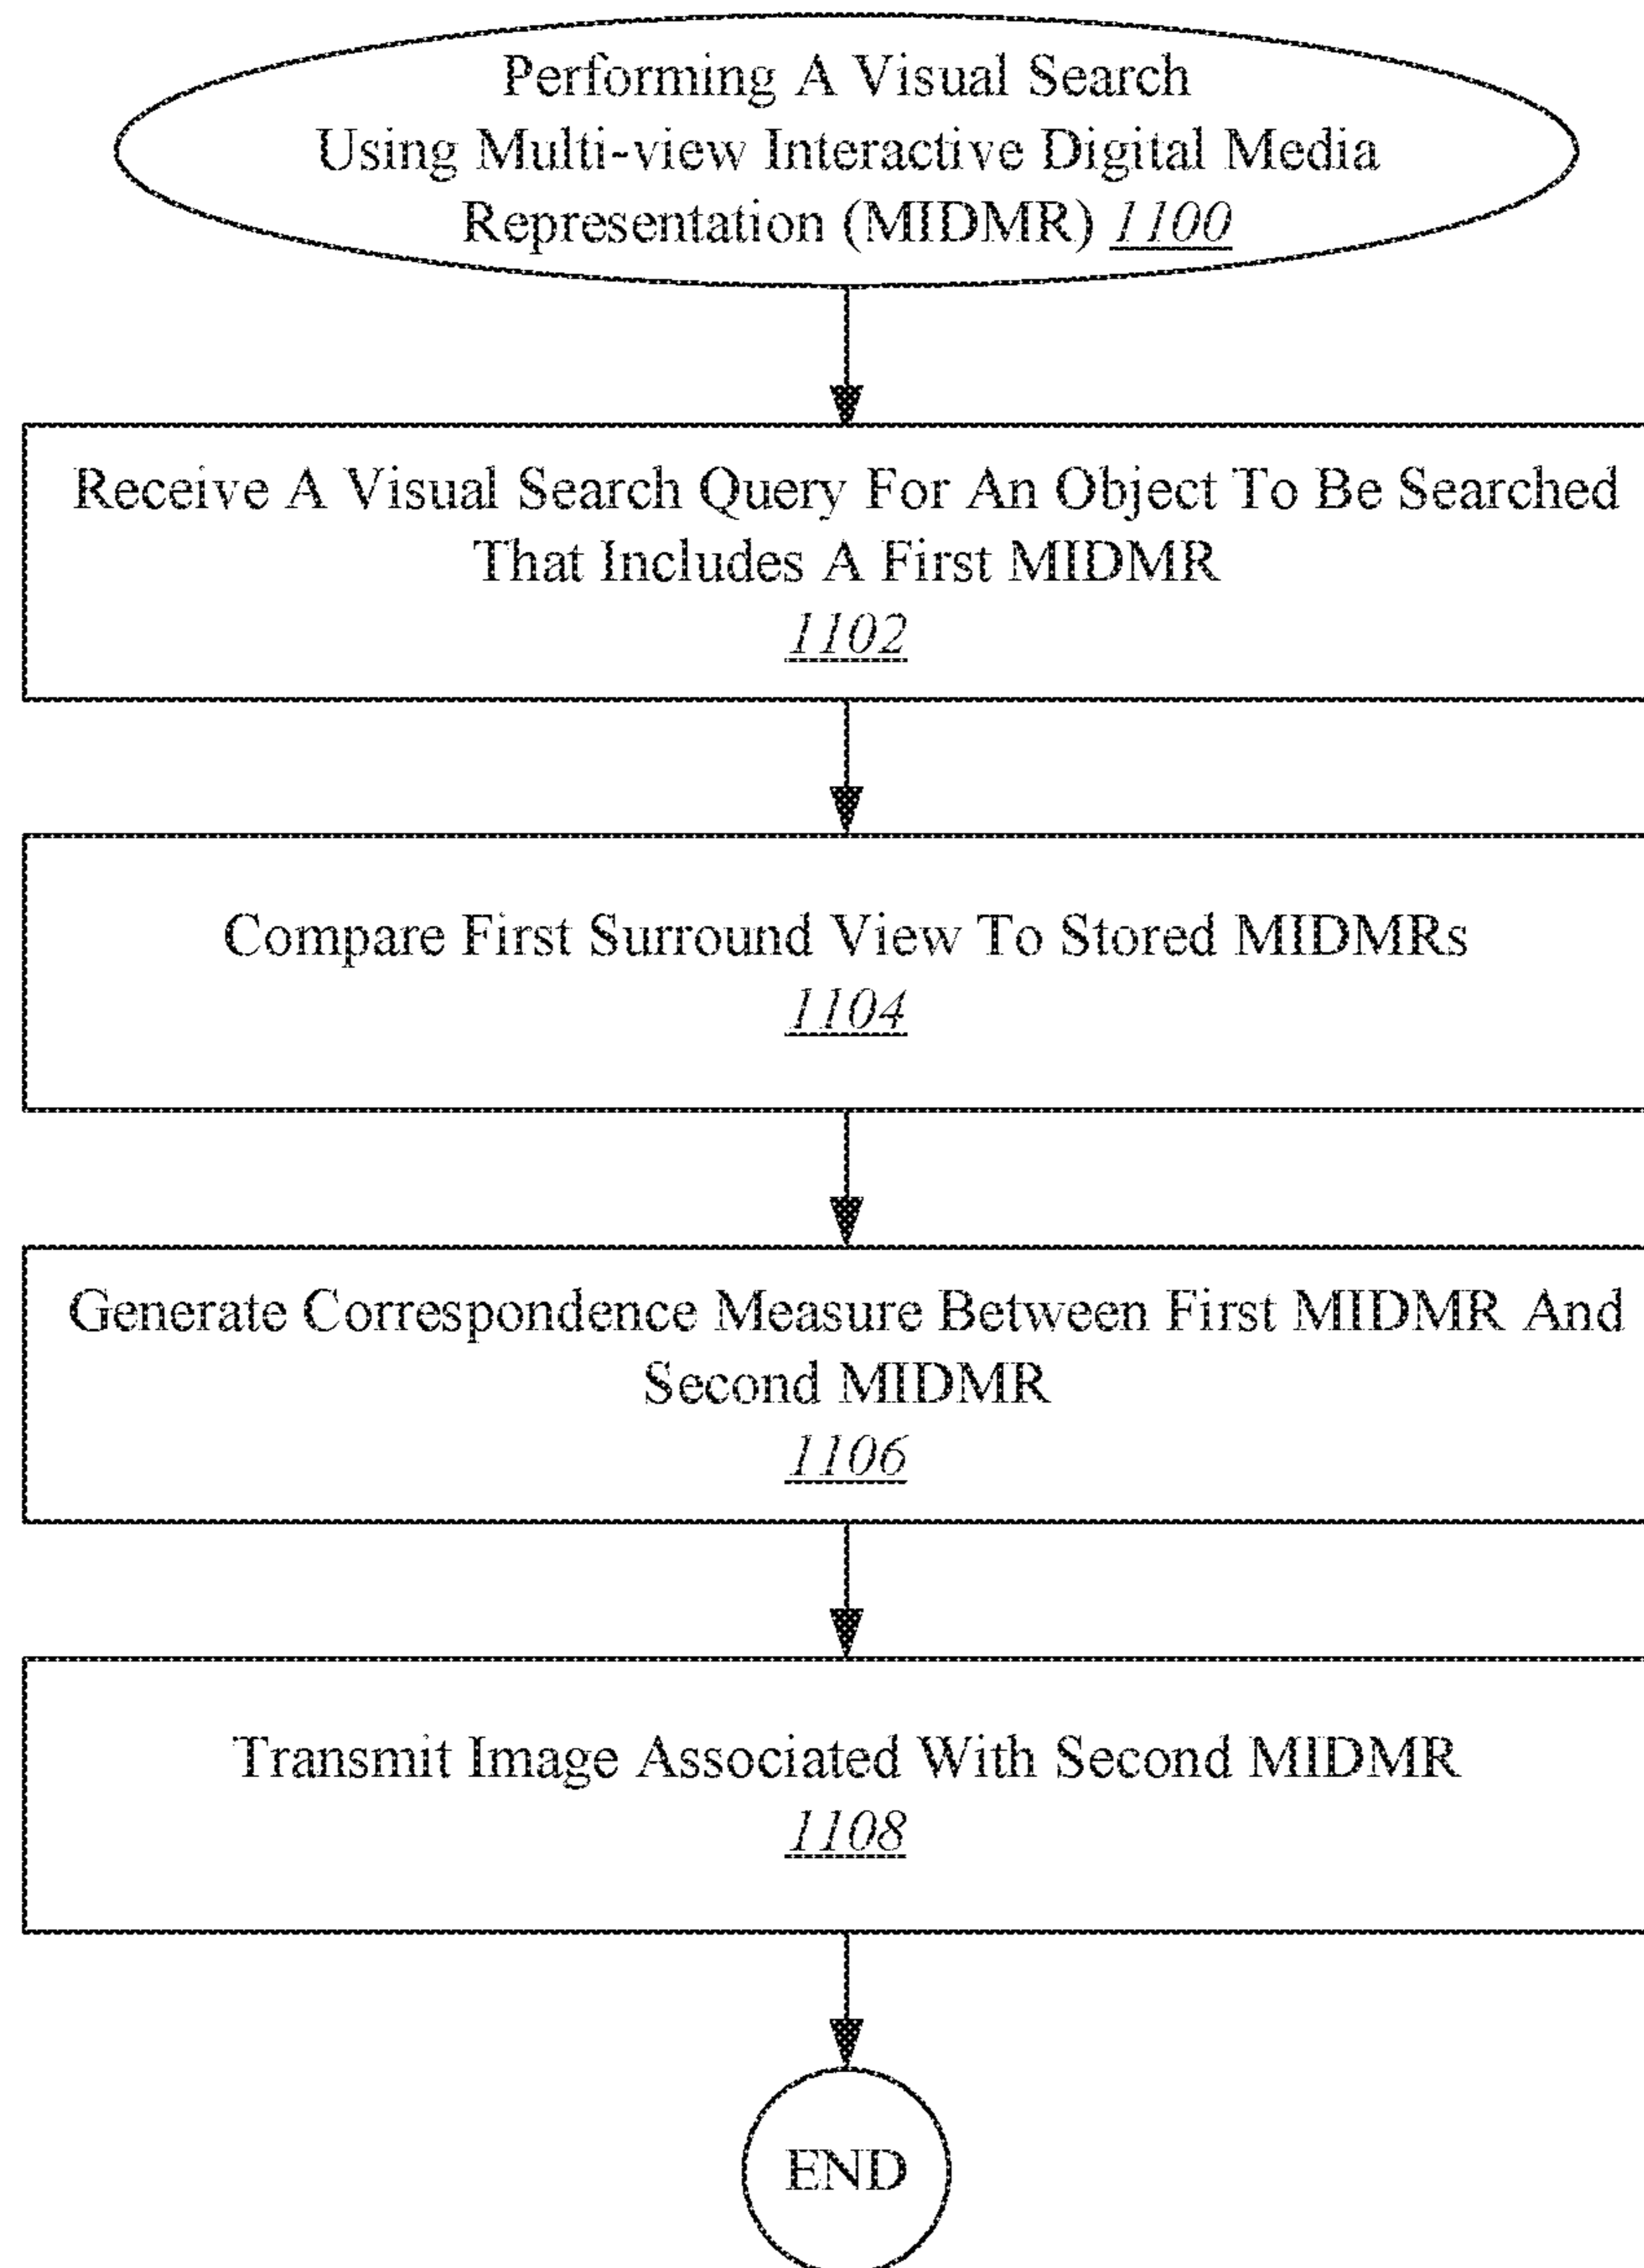 Performing A Visual Search
Using Multi-view Interactive Digital Media
Representation (MIDMR) 1100
Receive A Visual Search Query For An Object To Be Searched
That Includes A First MIDMR
1102
Compare First Surround View To Stored MIDMRs
1104
Generate Correspondence Measure Between First MIDMR And
Second MIDMR
1106
Transmit Image Associated With Second MIDMR
1108
END